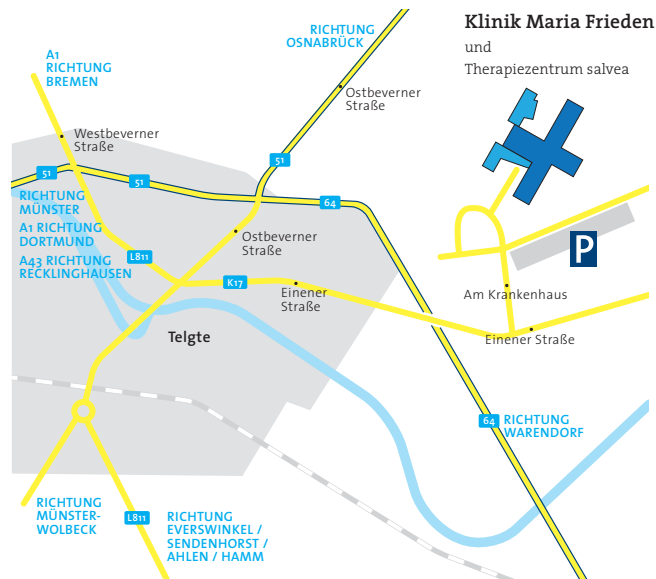 Klinik Maria Frieden
und
Therapiezentrum salvea
RICHTUNG
OSNABRÜCK
A1
RICHTUNG
BREMEN
Ostbeverner
Straße
Westbeverner
Straße
51
51
51
64
RICHTUNG
MÜNSTER
A1 RICHTUNG
DORTMUND
A43 RICHTUNG
RECKLINGHAUSEN
L811
Ostbeverner
Straße
P
K17
Einener
Straße
Am Krankenhaus
Einener Straße
Telgte
64
RICHTUNG
WARENDORF
RICHTUNG
MÜNSTER-
WOLBECK
L811
RICHTUNG
EVERSWINKEL /
SENDENHORST /
AHLEN / HAMM